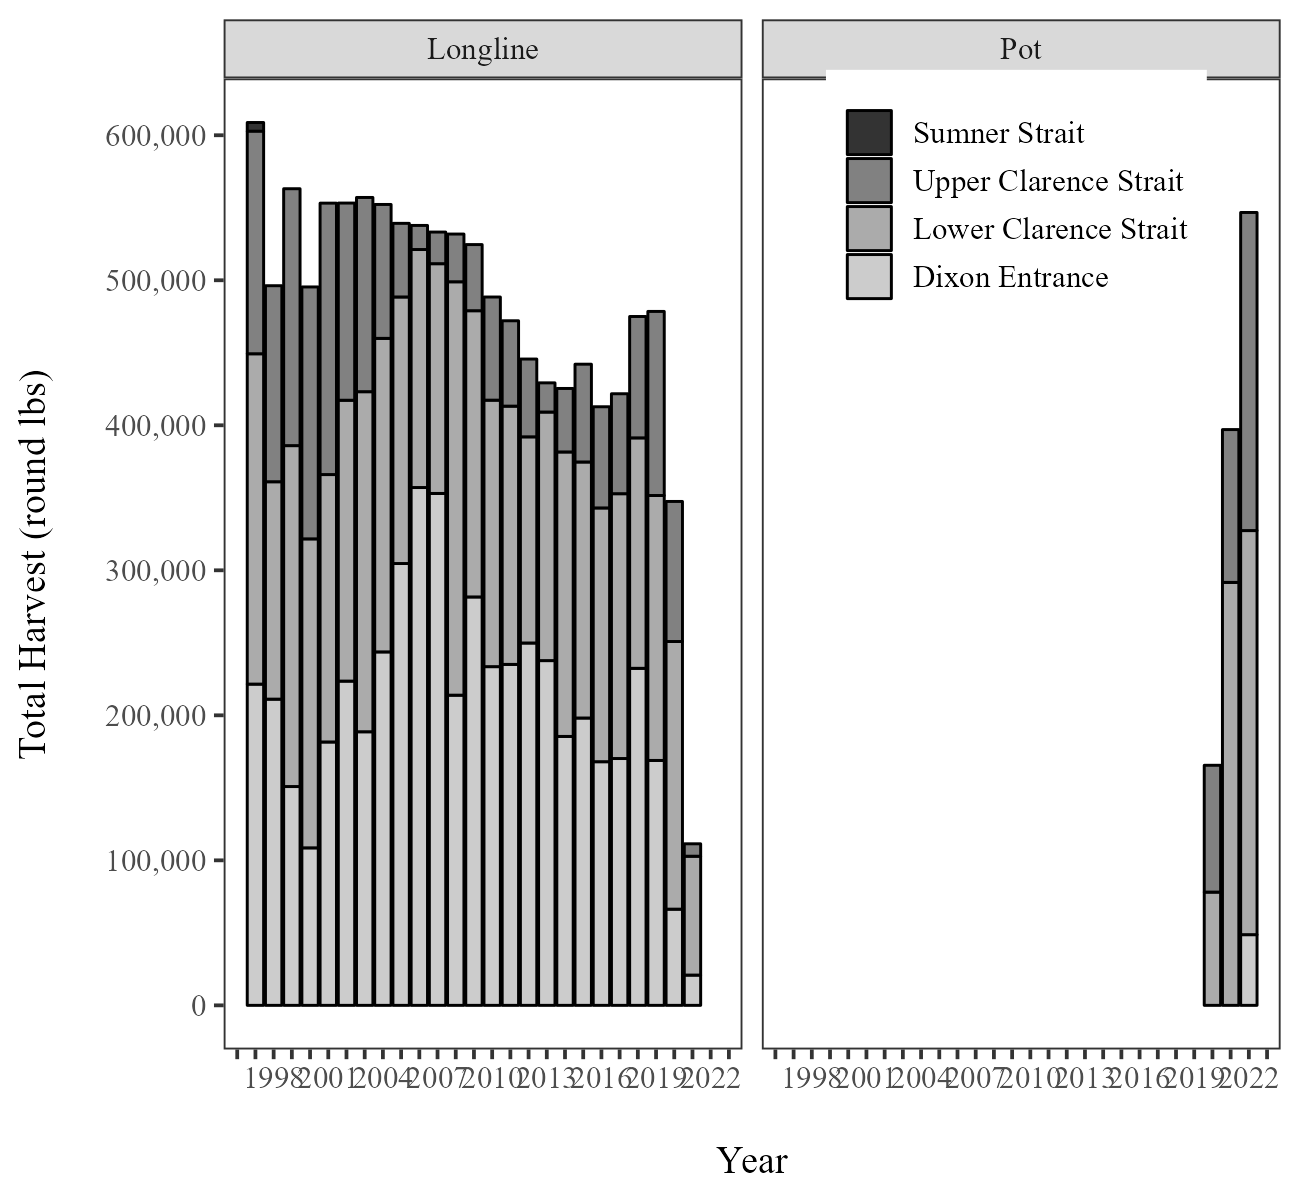 Longline
Pot
Sumner Strait
Upper Clarence Strait
Lower Clarence Strait
Dixon Entrance
Total Harvest (round lbs)
600,000
500,000
400,000
300,000
200,000
100,000
0
1998 2001 2004 2007 2010 2013 2016 2019 2022
1998 2001 2004 2007 2010 2013 2016 2019 2022
Year